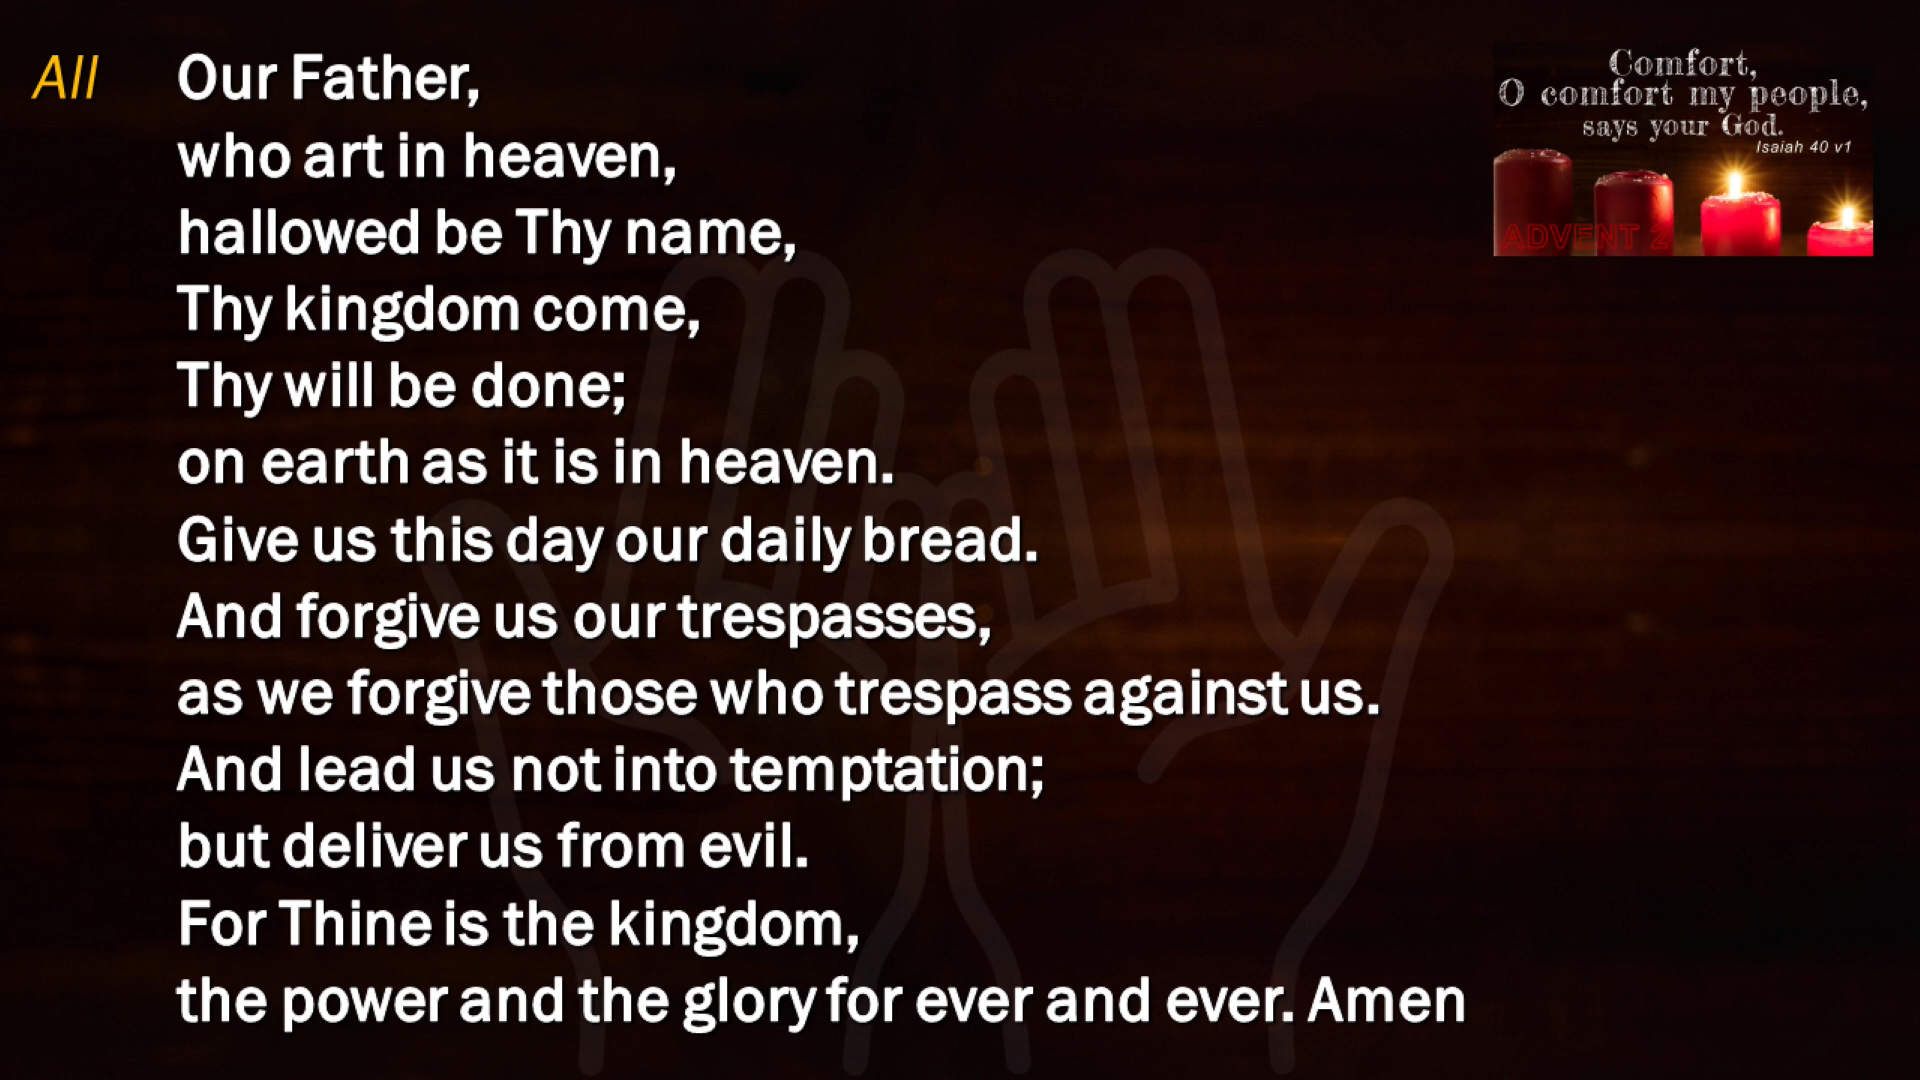 All
Our Father,
who art in heaven,
hallowed be Thy name,
Thy kingdom come,
Thy will be done;
on earth as it is in heaven.
Give us this day our daily bread.
And forgive us our trespasses,
as we forgive those who trespass against us.
And lead us not into temptation;
but deliver us from evil.
For Thine is the kingdom,
the power and the glory for ever and ever. Amen
Comfort,
O comfort my people,
says your God.
Isaiah 40 v1
ADVENT 2